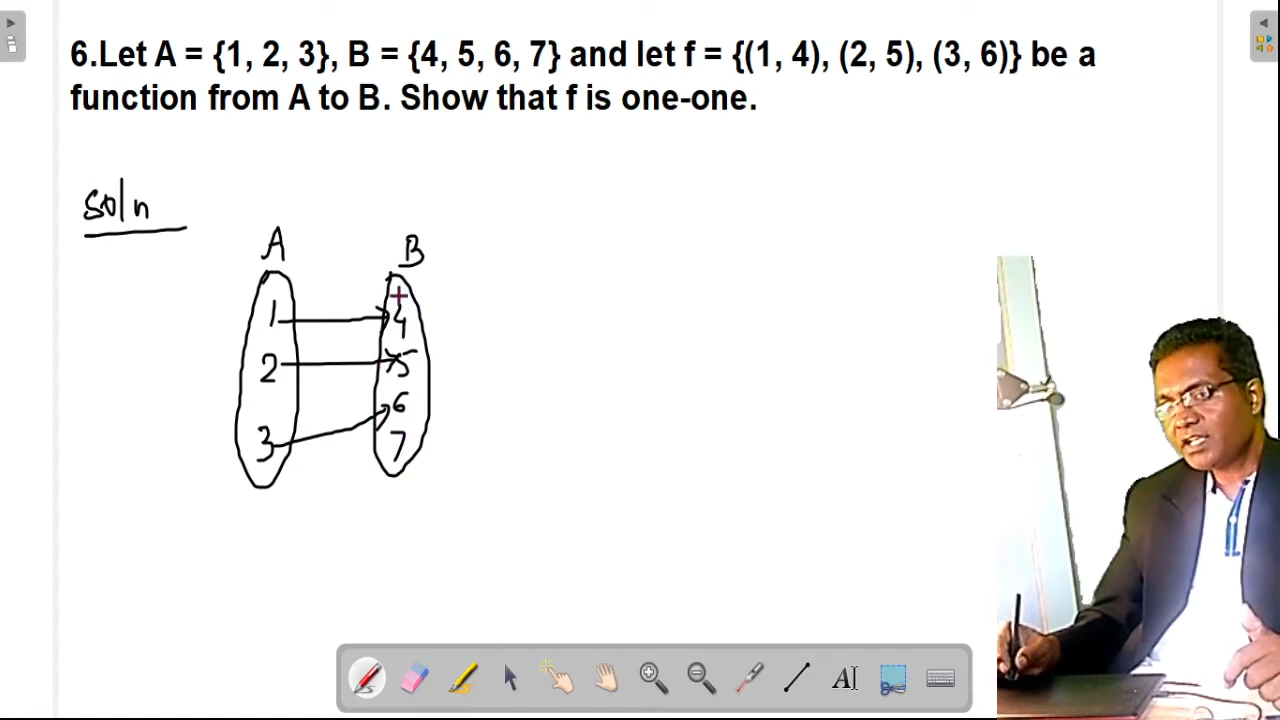 6.Let A = {1, 2, 3}, B = {4, 5, 6, 7} and let f = {(1, 4), (2, 5), (3, 6)} be a
function from A to B. Show that f is one-one.
Soln
A B
1 4
2 5
6
3 7
AI